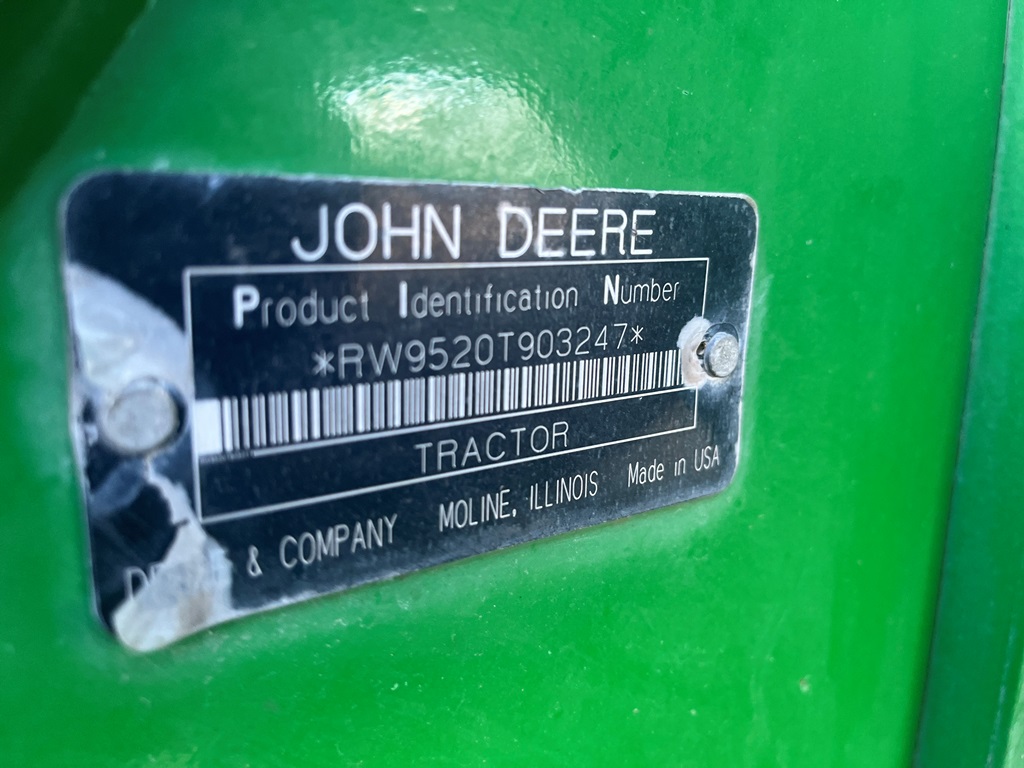 JOHN DEERE
Product Identification Number
*RW9520T903247*
TRACTOR
& COMPANY MOLINE, ILLINOIS Made in USA